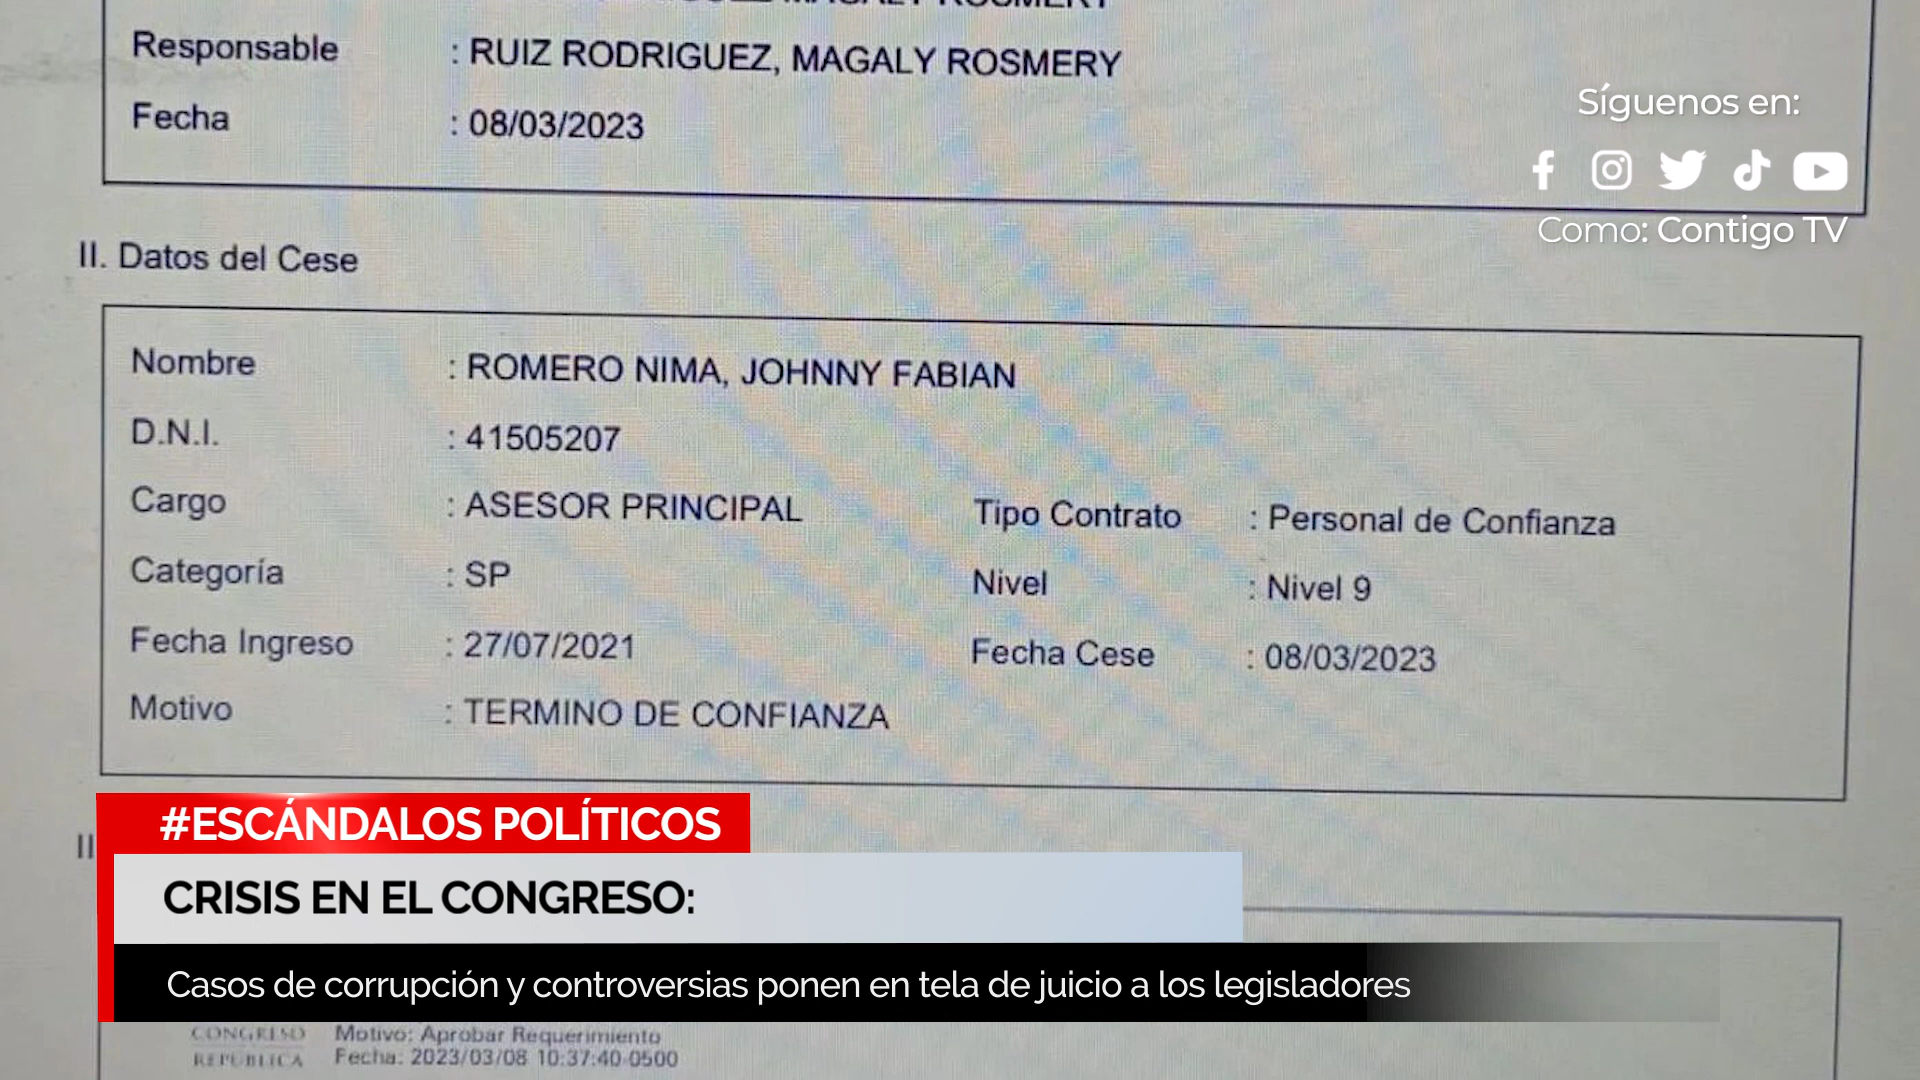 MAGALY ROSMERY
Responsable : RUIZ RODRIGUEZ, MAGALY ROSMERY
Fecha : 08/03/2023
Síguenos en:
Como: Contigo TV
II. Datos del Cese
Nombre : ROMERO NIMA, JOHNNY FABIAN
D.N.I. : 41505207
Cargo : ASESOR PRINCIPAL Tipo Contrato : Personal de Confianza
Categoría : SP Nivel : Nivel 9
Fecha Ingreso : 27/07/2021 Fecha Cese : 08/03/2023
Motivo : TERMINO DE CONFIANZA
#ESCÁNDALOS POLÍTICOS
II
CRISIS EN EL CONGRESO:
Casos de corrupción y controversias ponen en tela de juicio a los legisladores
CONGRESO Motivo: Aprobar Requerimiento
REPÚBLICA Fecha: 2023/03/08 10:37:40-0500